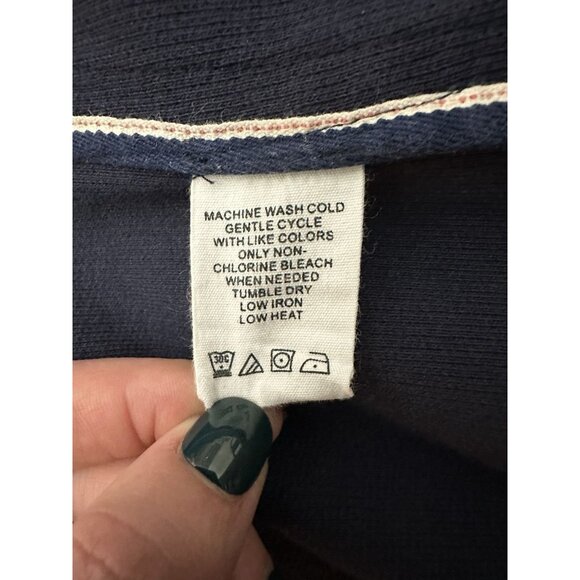 MACHINE WASH COLD
GENTLE CYCLE
WITH LIKE COLORS
ONLY NON-
CHLORINE BLEACH
WHEN NEEDED
TUMBLE DRY
LOW IRON
LOW HEAT
30C